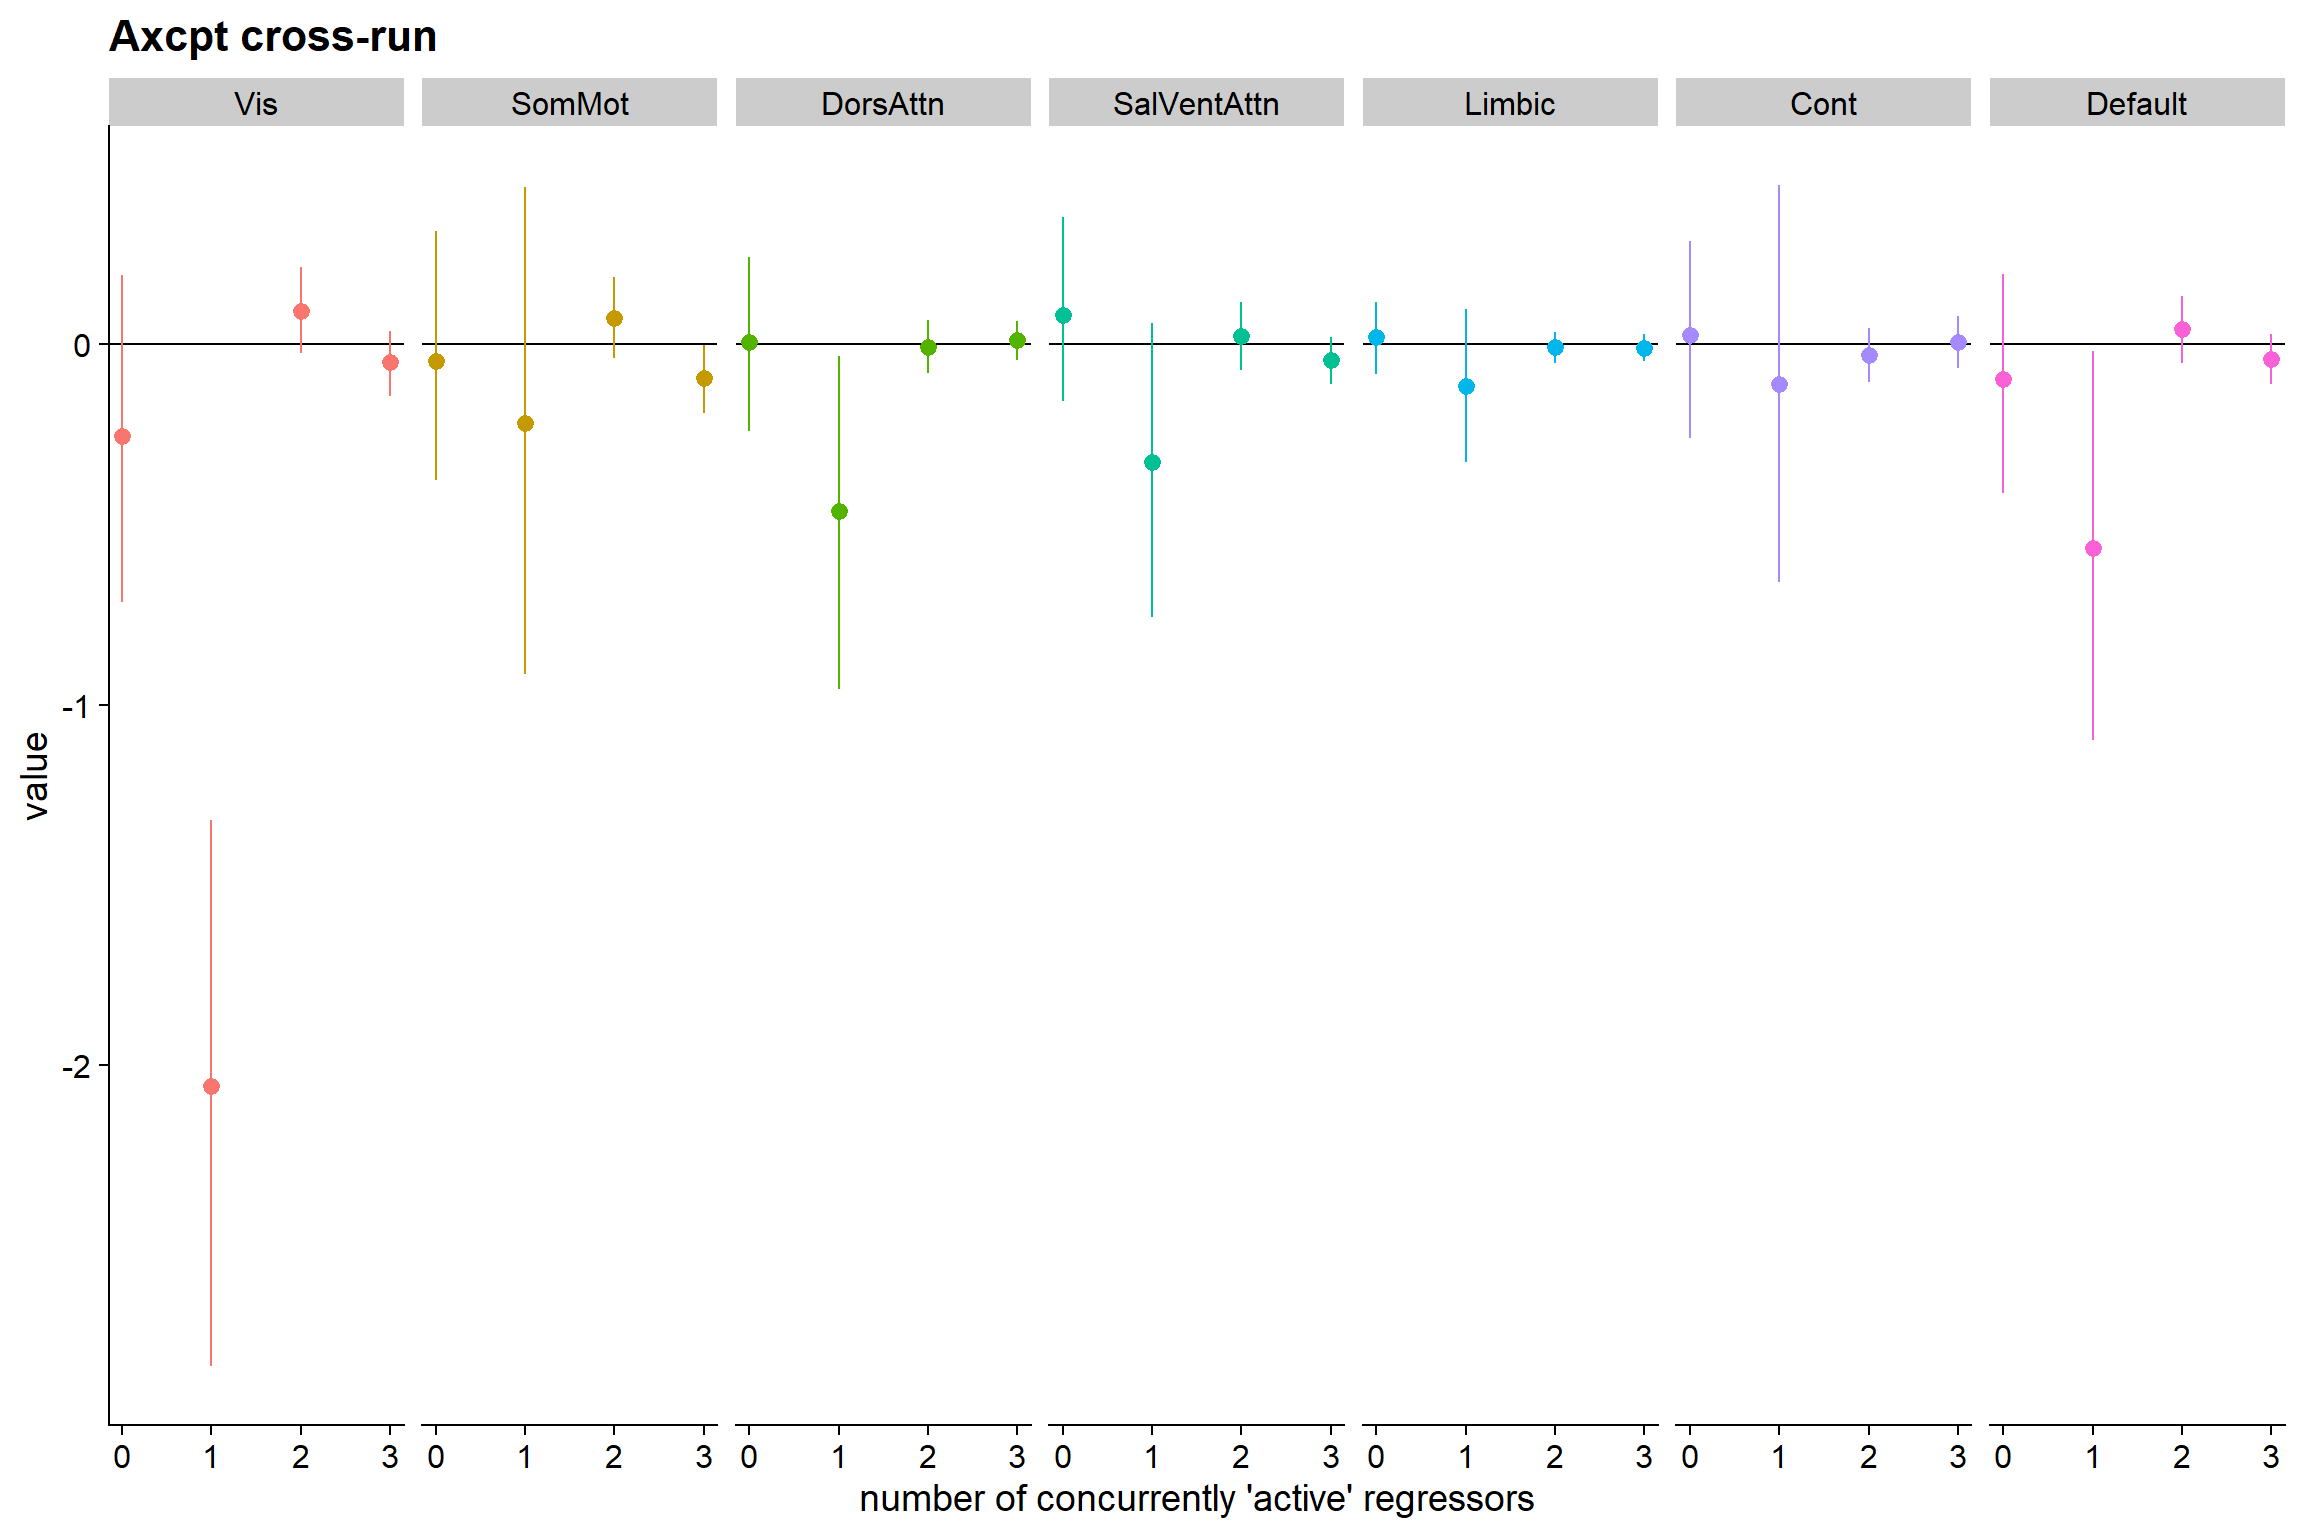 Axcpt cross-run
Vis SomMot DorsAttn SalVentAttn Limbic Cont Default
0
-1
-2
value
0 1 2 3 0 1 2 3 0 1 2 3 0 1 2 3 0 1 2 3 0 1 2 3 0 1 2 3
number of concurrently 'active' regressors